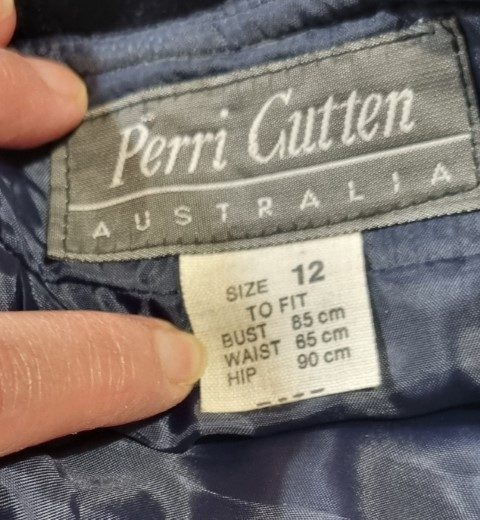 Perri Cutten
AUSTRALIA
SIZE 12
TO FIT
BUST 85 cm
WAIST 65 cm
HIP 90 cm